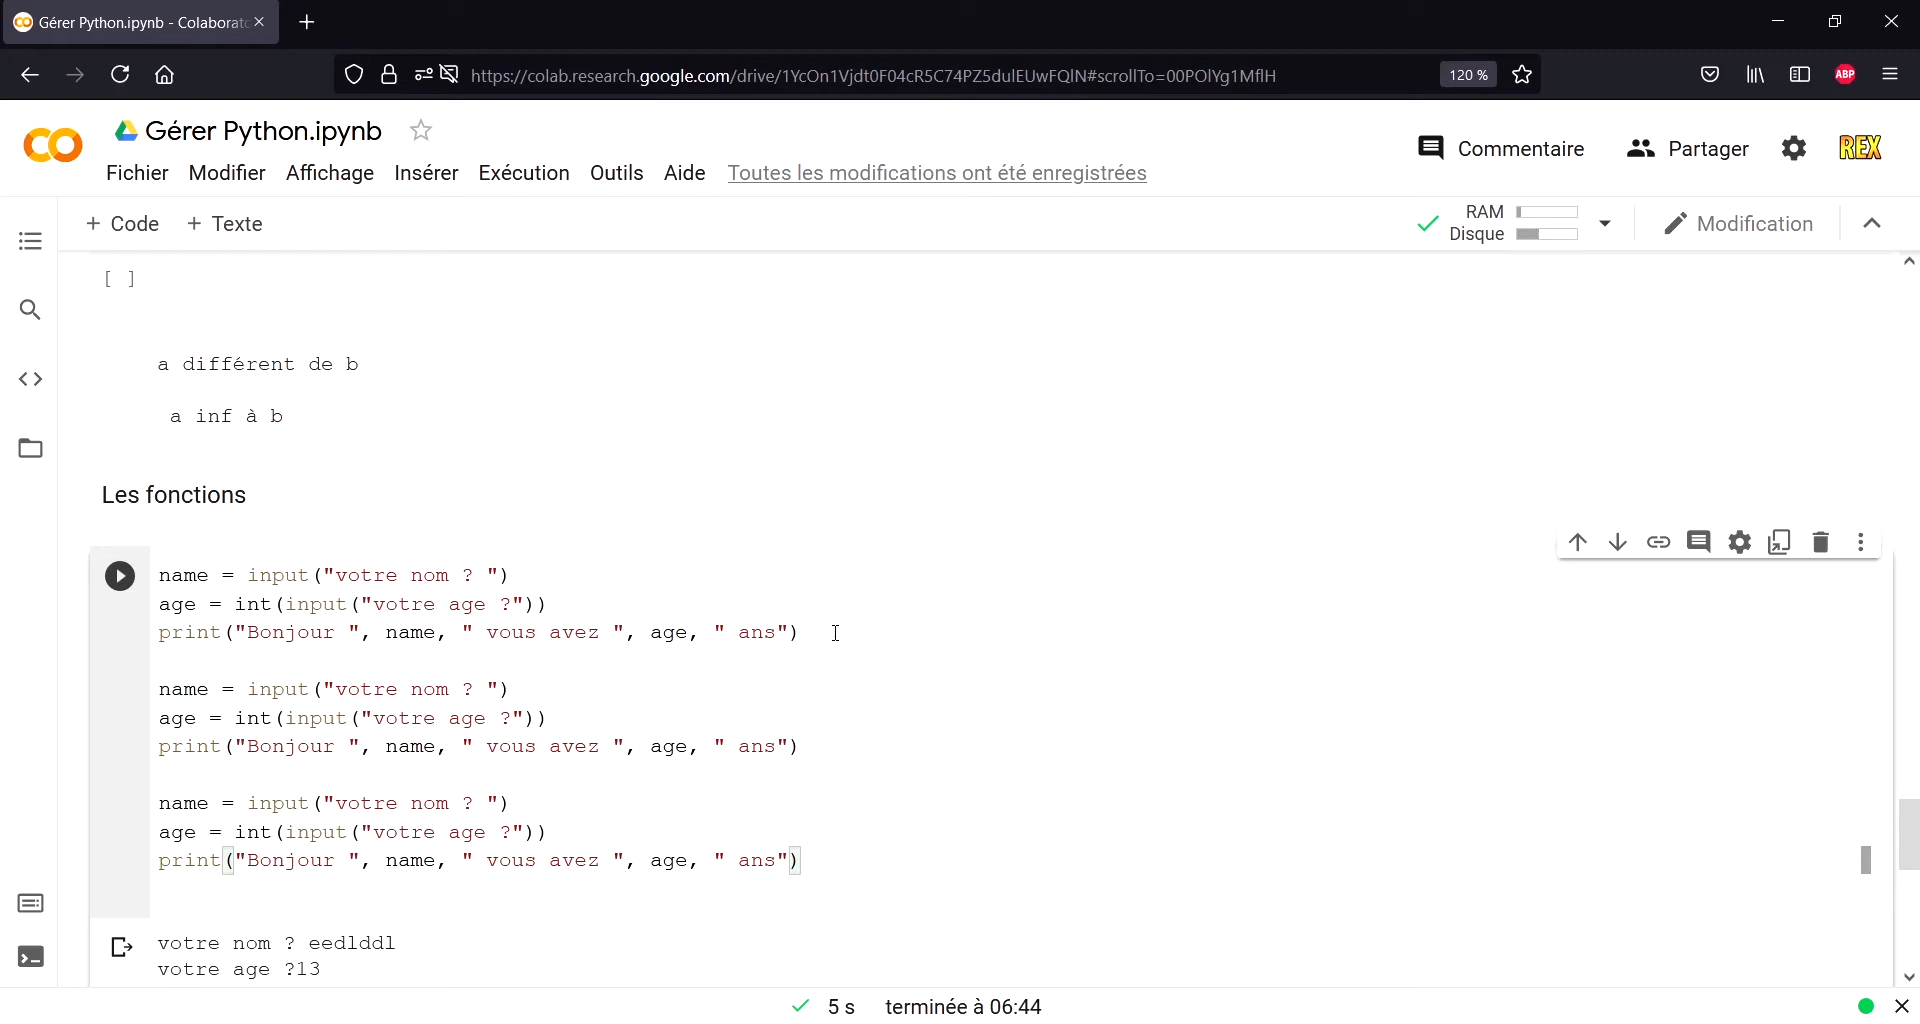 Gérer Python.ipynb - Colaborato
https://colab.research.google.com/drive/1YcOn1Vjdt0F04cR5C74PZ5dulEUwFQlN#scrollTo=00POlYg1MflH
120 %
ABP
Gérer Python.ipynb
Commentaire
Partager
REX
Fichier Modifier Affichage Insérer Exécution Outils Aide Toutes les modifications ont été enregistrées
+ Code + Texte
RAM
Disque
Modification
[ ]
a différent de b
a inf à b
Les fonctions
name = input("votre nom ? ")
age = int(input("votre age ?"))
print("Bonjour ", name, " vous avez ", age, " ans")
name = input("votre nom ? ")
age = int(input("votre age ?"))
print("Bonjour ", name, " vous avez ", age, " ans")
name = input("votre nom ? ")
age = int(input("votre age ?"))
print("Bonjour ", name, " vous avez ", age, " ans")
votre nom ? eedlddl
votre age ?13
5 s terminée à 06:44